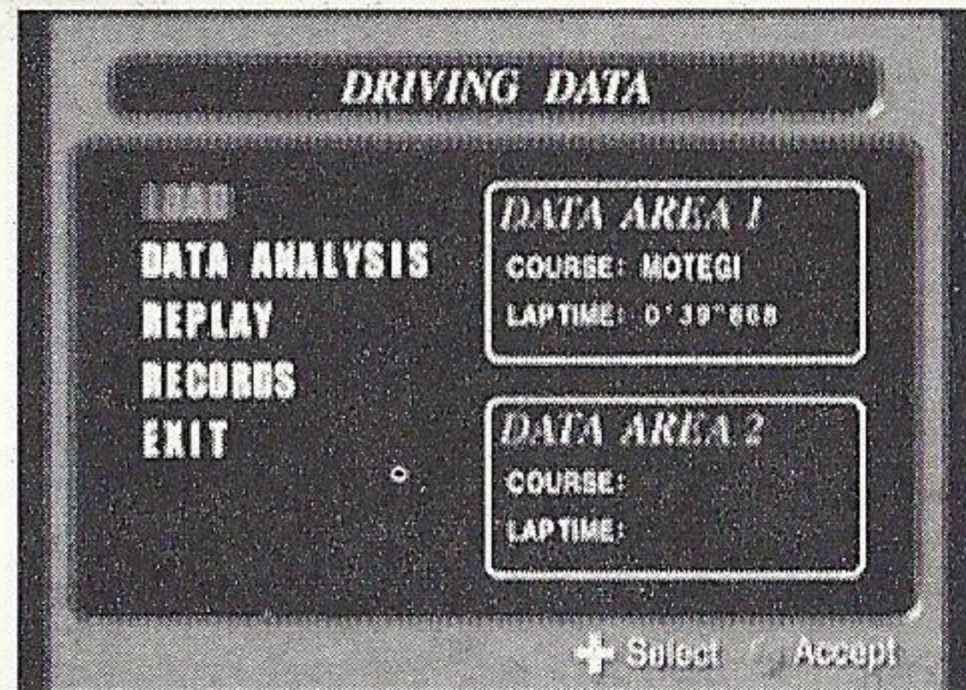 DRIVING DATA
LOAD
DATA ANALYSIS
REPLAY
RECORDS
EXIT
DATA AREA 1
COURSE: MOTEGI
LAPTIME: 0'39"868
DATA AREA 2
COURSE:
LAPTIME:
Select Accept